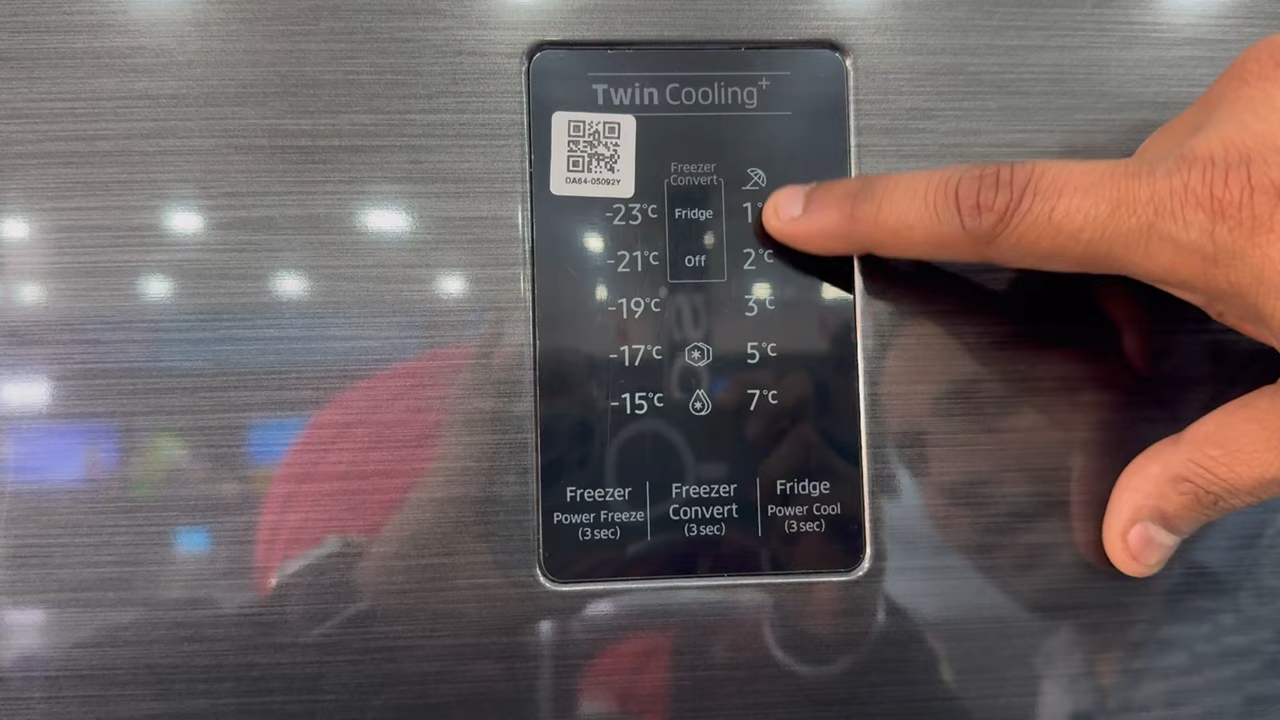 Twin Cooling+
DA64-05092Y
Freezer
Convert
-23°C Fridge 1°
-21°C Off 2°C
-19°C 3°C
-17°C 5°C
-15°C 7°C
Freezer
Power Freeze
(3 sec)
Freezer
Convert
(3 sec)
Fridge
Power Cool
(3 sec)